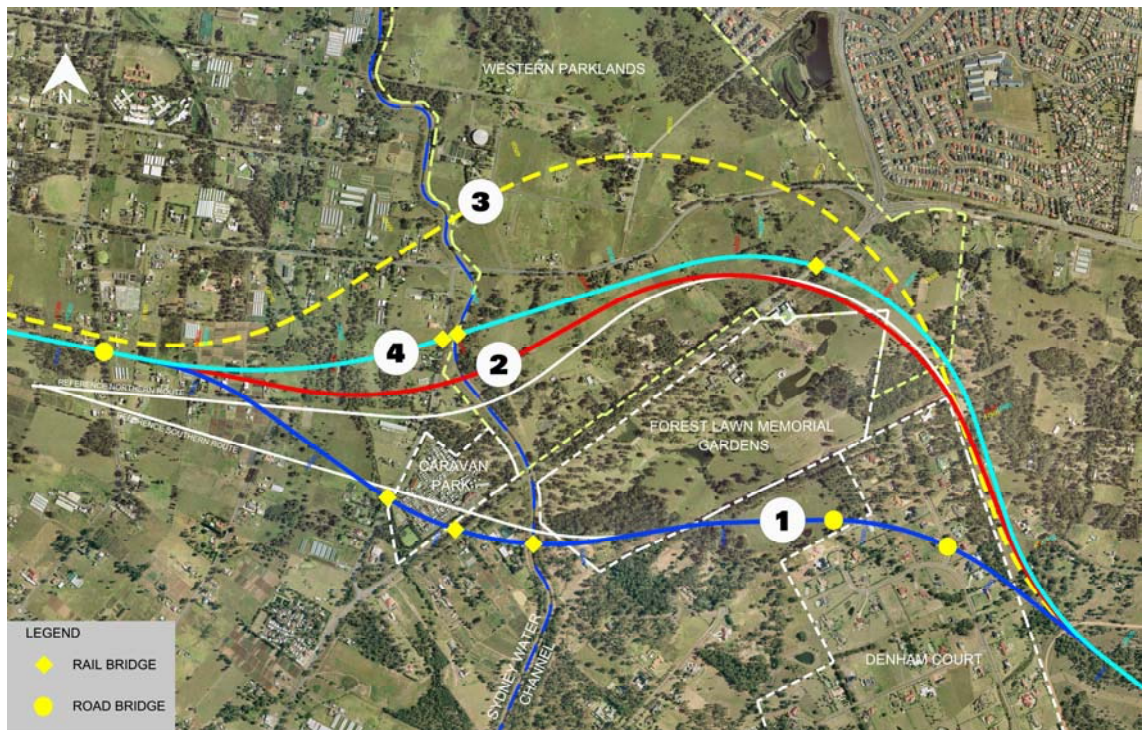 WESTERN PARKLANDS
N
3
4
2
REFERENCE NORTHERN ROUTE
REFERENCE SOUTHERN ROUTE
FOREST LAWN MEMORIAL
GARDENS
CARAVAN
PARK
1
SYDNEY WATER
CHANNEL
DENHAM COURT
LEGEND
RAIL BRIDGE
ROAD BRIDGE